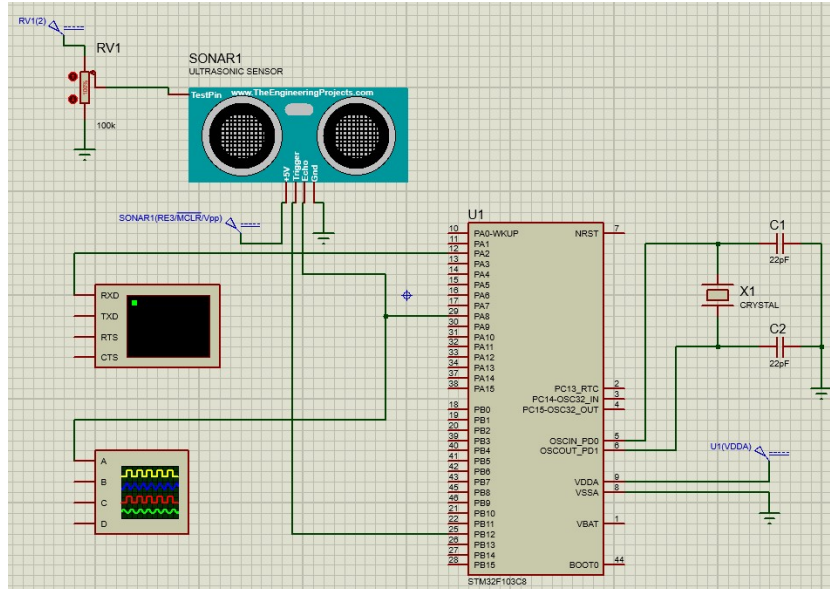 RV1(2)
RV1
100k
SONAR1
ULTRASONIC SENSOR
TestPin www.TheEngineeringProjects.com
+5V
Trigger
Echo
Gnd
SONAR1(RE3/MCLR/Vpp)
RXD
TXD
RTS
CTS
A
B
C
D
U1
10 PA0-WKUP NRST 7
11 PA1
12 PA2
13 PA3
14 PA4
15 PA5
16 PA6
17 PA7
29 PA8
30 PA9
31 PA10
32 PA11
33 PA12
34 PA13
37 PA14
38 PA15 PC13_RTC 2
PC14-OSC32_IN 3
18 PB0 PC15-OSC32_OUT 4
19 PB1
20 PB2
39 PB3 OSCIN_PD0 5
40 PB4 OSCOUT_PD1 6
41 PB5
42 PB6
43 PB7 VDDA 9
45 PB8 VSSA 8
46 PB9
21 PB10
22 PB11 VBAT 1
25 PB12
26 PB13
27 PB14
28 PB15 BOOT0 44
STM32F103C8
C1
22pF
X1
CRYSTAL
C2
22pF
U1(VDDA)